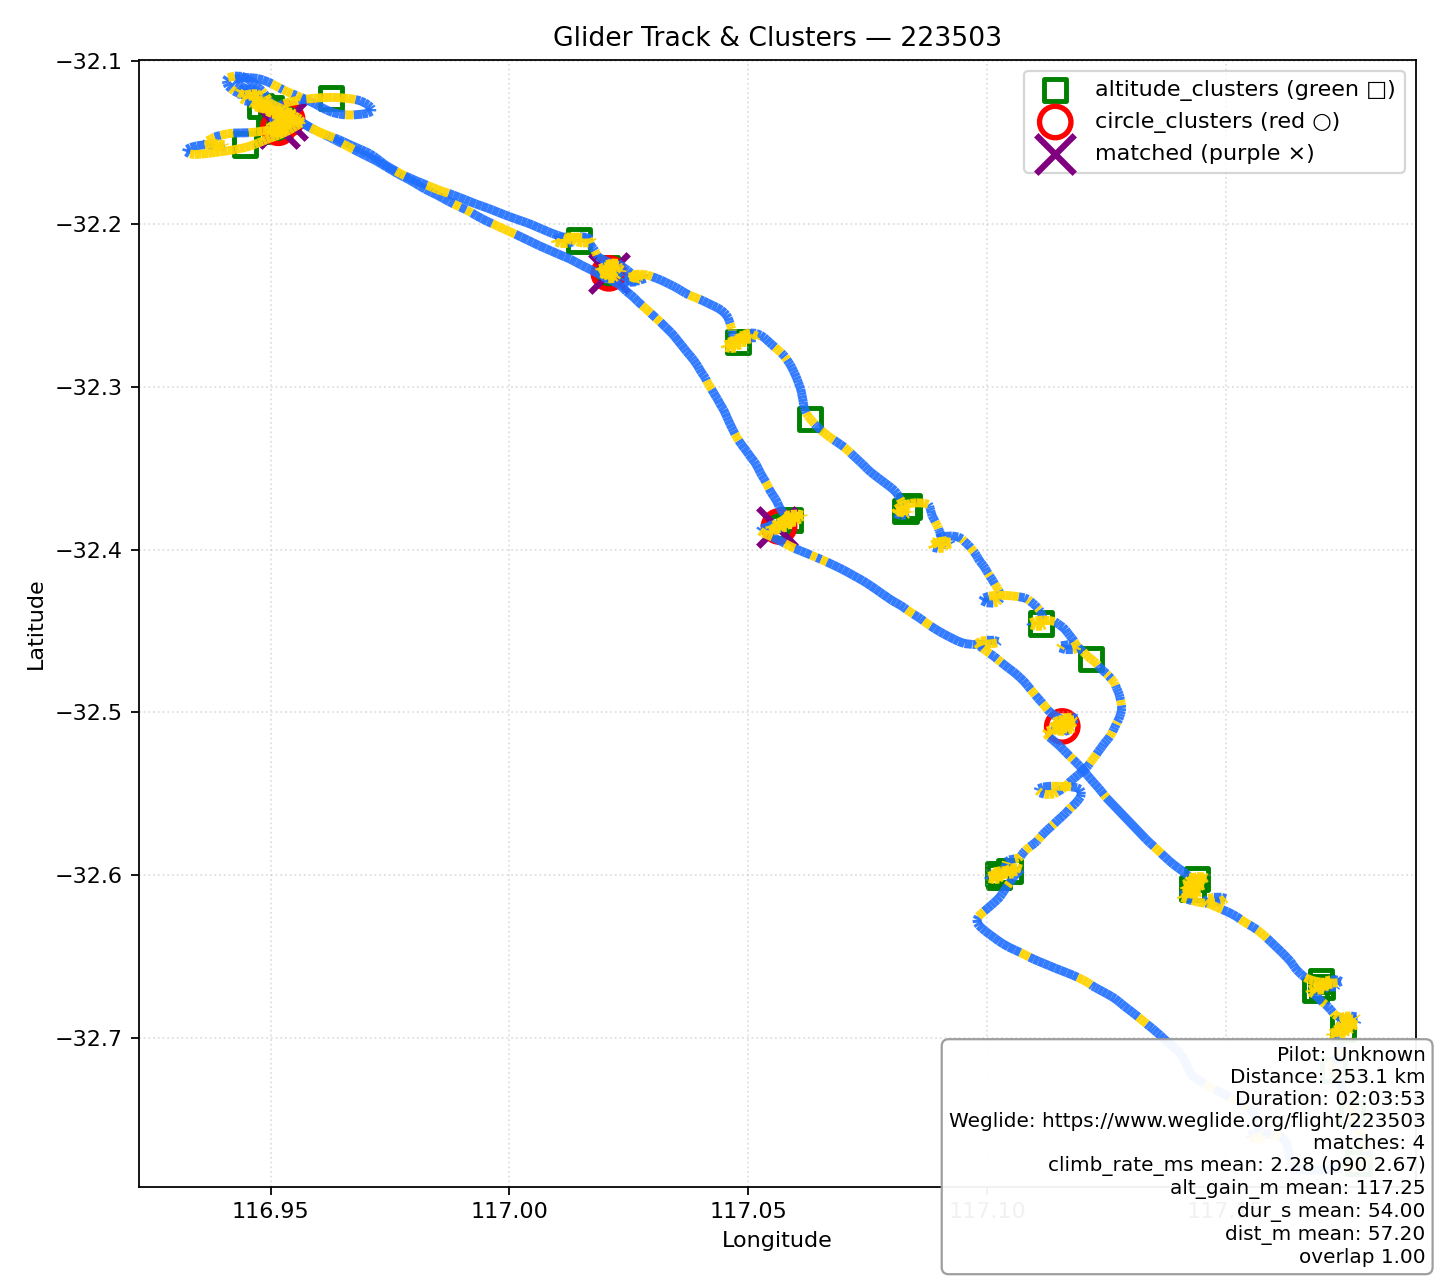 Glider Track & Clusters — 223503
altitude_clusters (green □)
circle_clusters (red ○)
matched (purple ×)
−32.1
−32.2
−32.3
−32.4
−32.5
−32.6
−32.7
Latitude
116.95
117.00
117.05
117.10
Longitude
Pilot: Unknown
Distance: 253.1 km
Duration: 02:03:53
Weglide: https://www.weglide.org/flight/223503
matches: 4
climb_rate_ms mean: 2.28 (p90 2.67)
alt_gain_m mean: 117.25
dur_s mean: 54.00
dist_m mean: 57.20
overlap 1.00